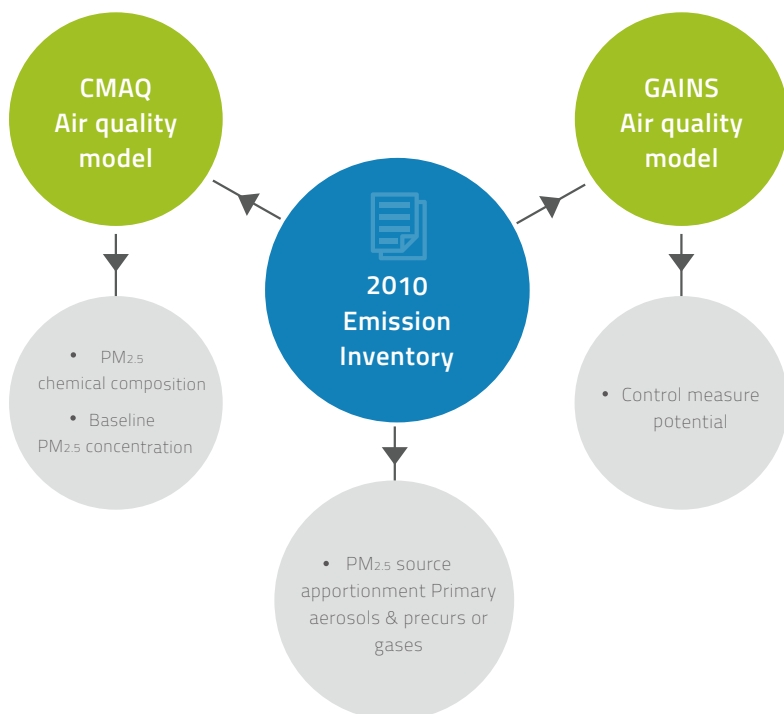 CMAQ
Air quality
model
GAINS
Air quality
model
2010
Emission
Inventory
• PM2.5
chemical composition
• Baseline
PM2.5 concentration
• Control measure
potential
• PM2.5 source
apportionment Primary
aerosols & precurs or
gases